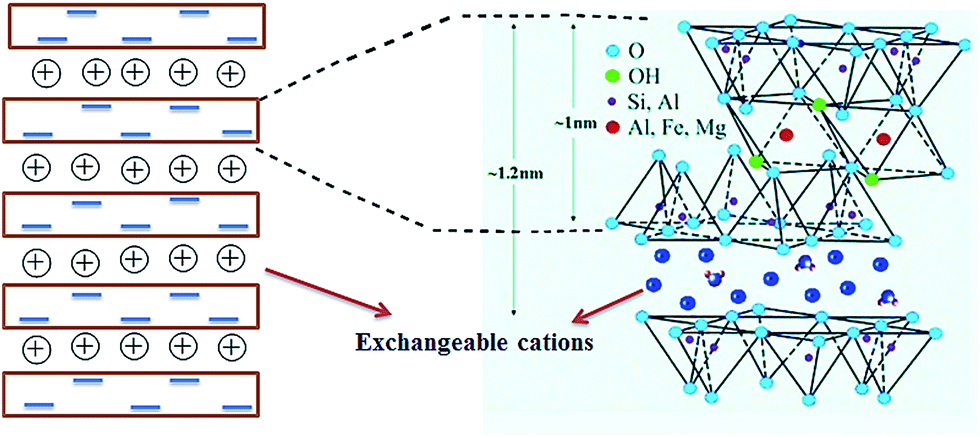 O
OH
Si, Al
Al, Fe, Mg
~1nm
~1.2nm
Exchangeable cations